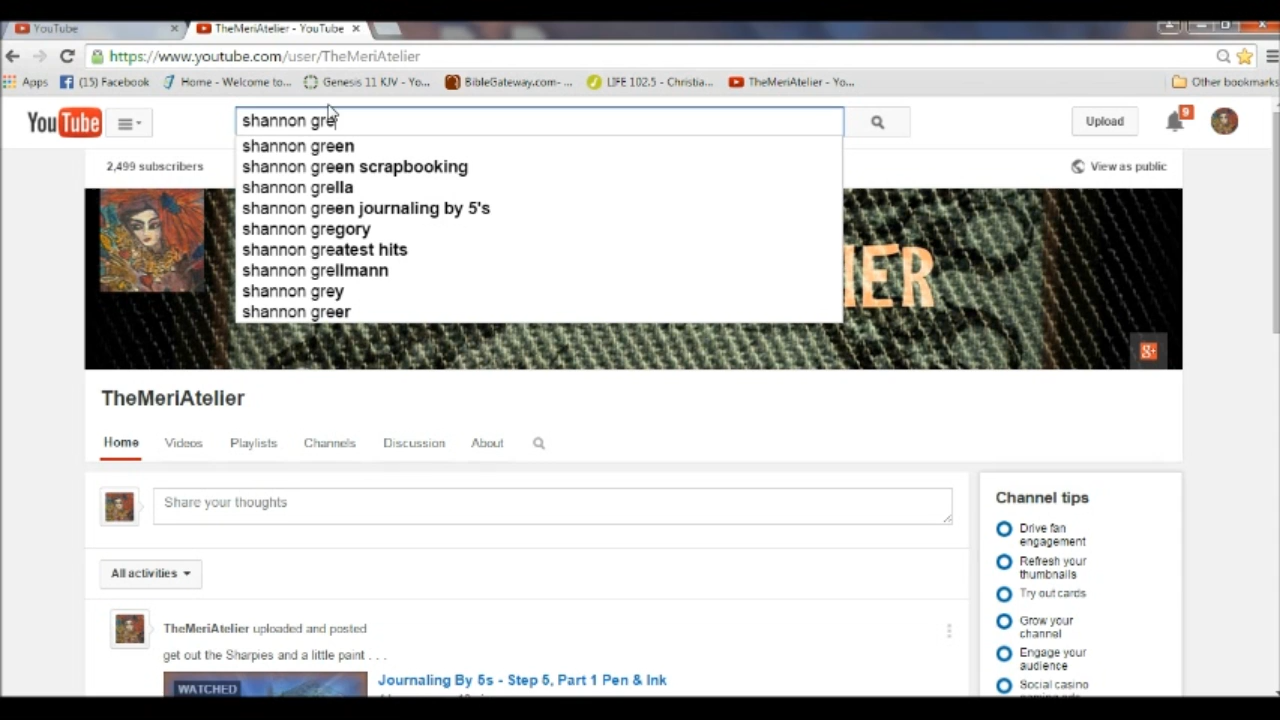 YouTube
TheMeriAtelier - YouTube
https://www.youtube.com/user/TheMeriAtelier
Apps (15) Facebook Home - Welcome to... Genesis 11 KJV - Yo... BibleGateway.com- ... LIFE 102.5 - Christia... TheMeriAtelier - Yo... Other bookmarks
YouTube shannon gre Upload 9
shannon green
shannon green scrapbooking
shannon grella
shannon green journaling by 5's
shannon gregory
shannon greatest hits
shannon grellmann
shannon grey
shannon greer
2,499 subscribers View as public
IER
g+
TheMeriAtelier
Home Videos Playlists Channels Discussion About
Share your thoughts
All activities
TheMeriAtelier uploaded and posted
get out the Sharpies and a little paint . . .
WATCHED
Journaling By 5s - Step 5, Part 1 Pen & Ink
Channel tips
Drive fan
engagement
Refresh your
thumbnails
Try out cards
Grow your
channel
Engage your
audience
Social casino